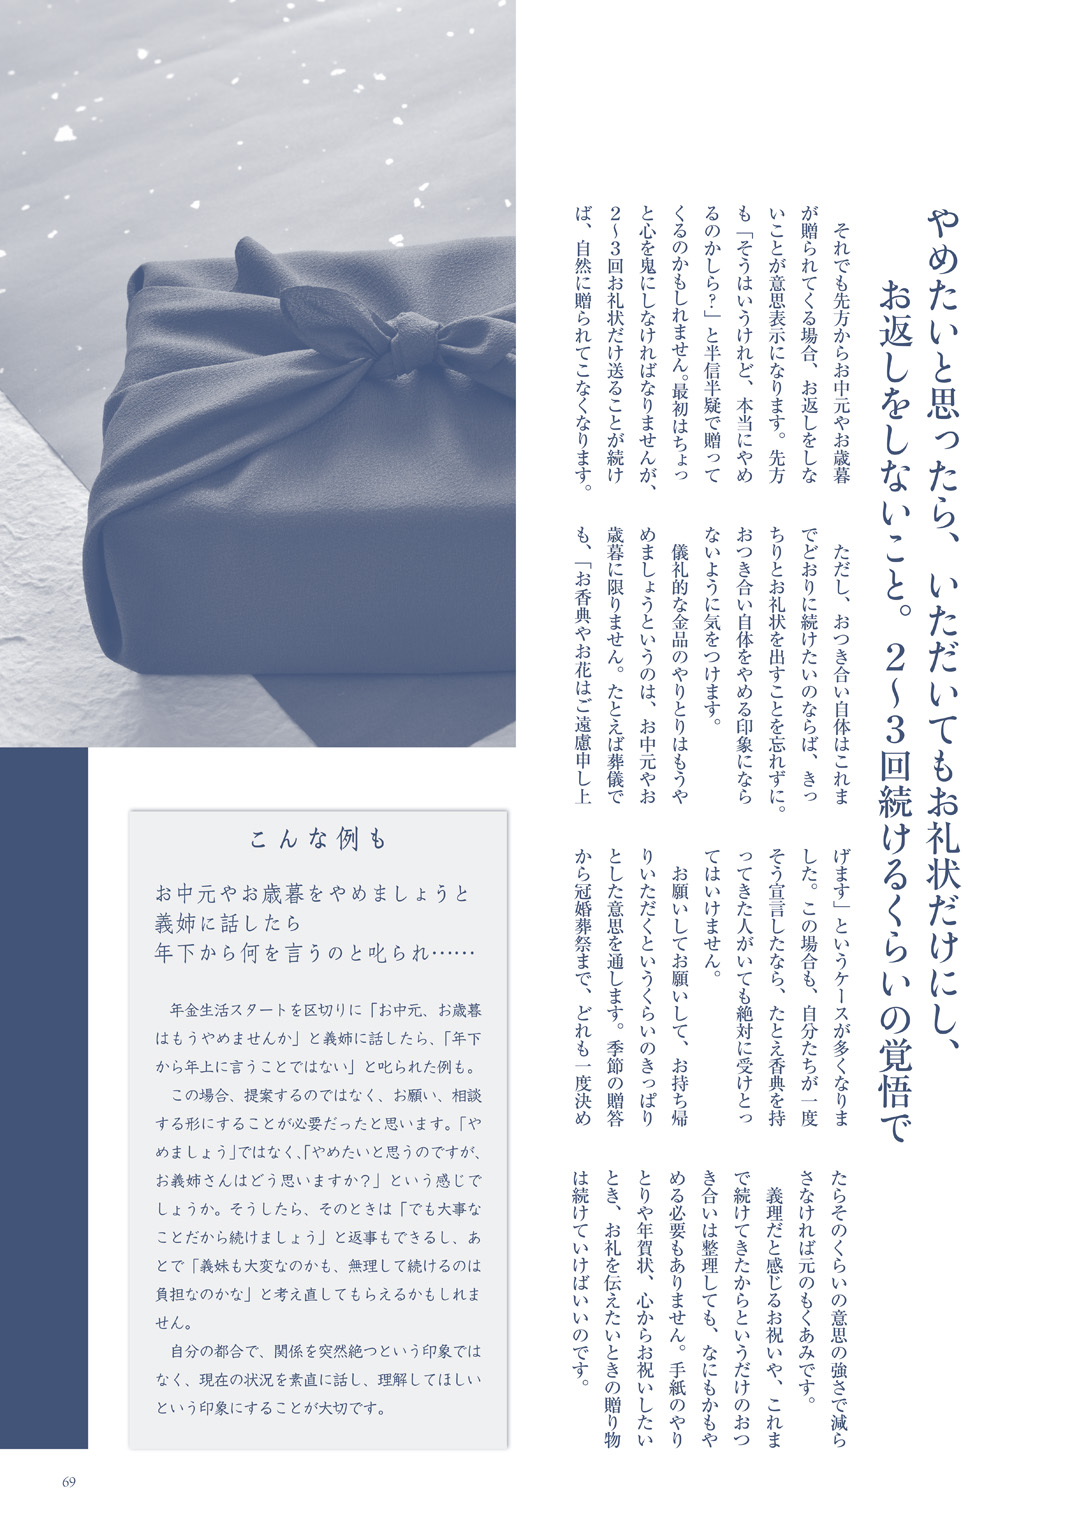 やめたいと思ったら、いただいてもお礼状だけにし、
お返しをしないこと。２〜３回続けるくらいの覚悟で
それでも先方からお中元やお歳暮
が贈られてくる場合、お返しをしな
いことが意思表示になります。先方
も「そうはいうけれど、本当にやめ
るのかしら？」と半信半疑で贈って
くるのかもしれません。最初はちょっ
と心を鬼にしなければなりませんが、
２〜３回お礼状だけ送ることが続け
ば、自然に贈られてこなくなります。
ただし、おつき合い自体はこれま
でどおりに続けたいのならば、きっ
ちりとお礼状を出すことを忘れずに。
おつき合い自体をやめる印象になら
ないように気をつけます。
儀礼的な金品のやりとりはもうや
めましょうというのは、お中元やお
歳暮に限りません。たとえば葬儀で
も、「お香典やお花はご遠慮申し上
げます」というケースが多くなりま
した。この場合も、自分たちが一度
そう宣言したなら、たとえ香典を持
ってきた人がいても絶対に受けとっ
てはいけません。
お願いしてお願いして、お持ち帰
りいただくというくらいのきっぱり
とした意思を通します。季節の贈答
から冠婚葬祭まで、どれも一度決め
たらそのくらいの意思の強さで減ら
さなければ元のもくあみです。
義理だと感じるお祝いや、これま
で続けてきたからというだけのおつ
き合いは整理しても、なにもかもや
める必要もありません。手紙のやり
とりや年賀状、心からお祝いしたい
とき、お礼を伝えたいときの贈り物
は続けていけばいいのです。
こんな例も
お中元やお歳暮をやめましょうと
義姉に話したら
年下から何を言うのと叱られ……
年金生活スタートを区切りに「お中元、お歳暮
はもうやめませんか」と義姉に話したら、「年下
から年上に言うことではない」と叱られた例も。
この場合、提案するのではなく、お願い、相談
する形にすることが必要だったと思います。「や
めましょう」ではなく、「やめたいと思うのですが、
お義姉さんはどう思いますか？」という感じで
しょうか。そうしたら、そのときは「でも大事な
ことだから続けましょう」と返事もできるし、あ
とで「義妹も大変なのかも、無理して続けるのは
負担なのかな」と考え直してもらえるかもしれま
せん。
自分の都合で、関係を突然絶つという印象では
なく、現在の状況を素直に話し、理解してほしい
という印象にすることが大切です。
69